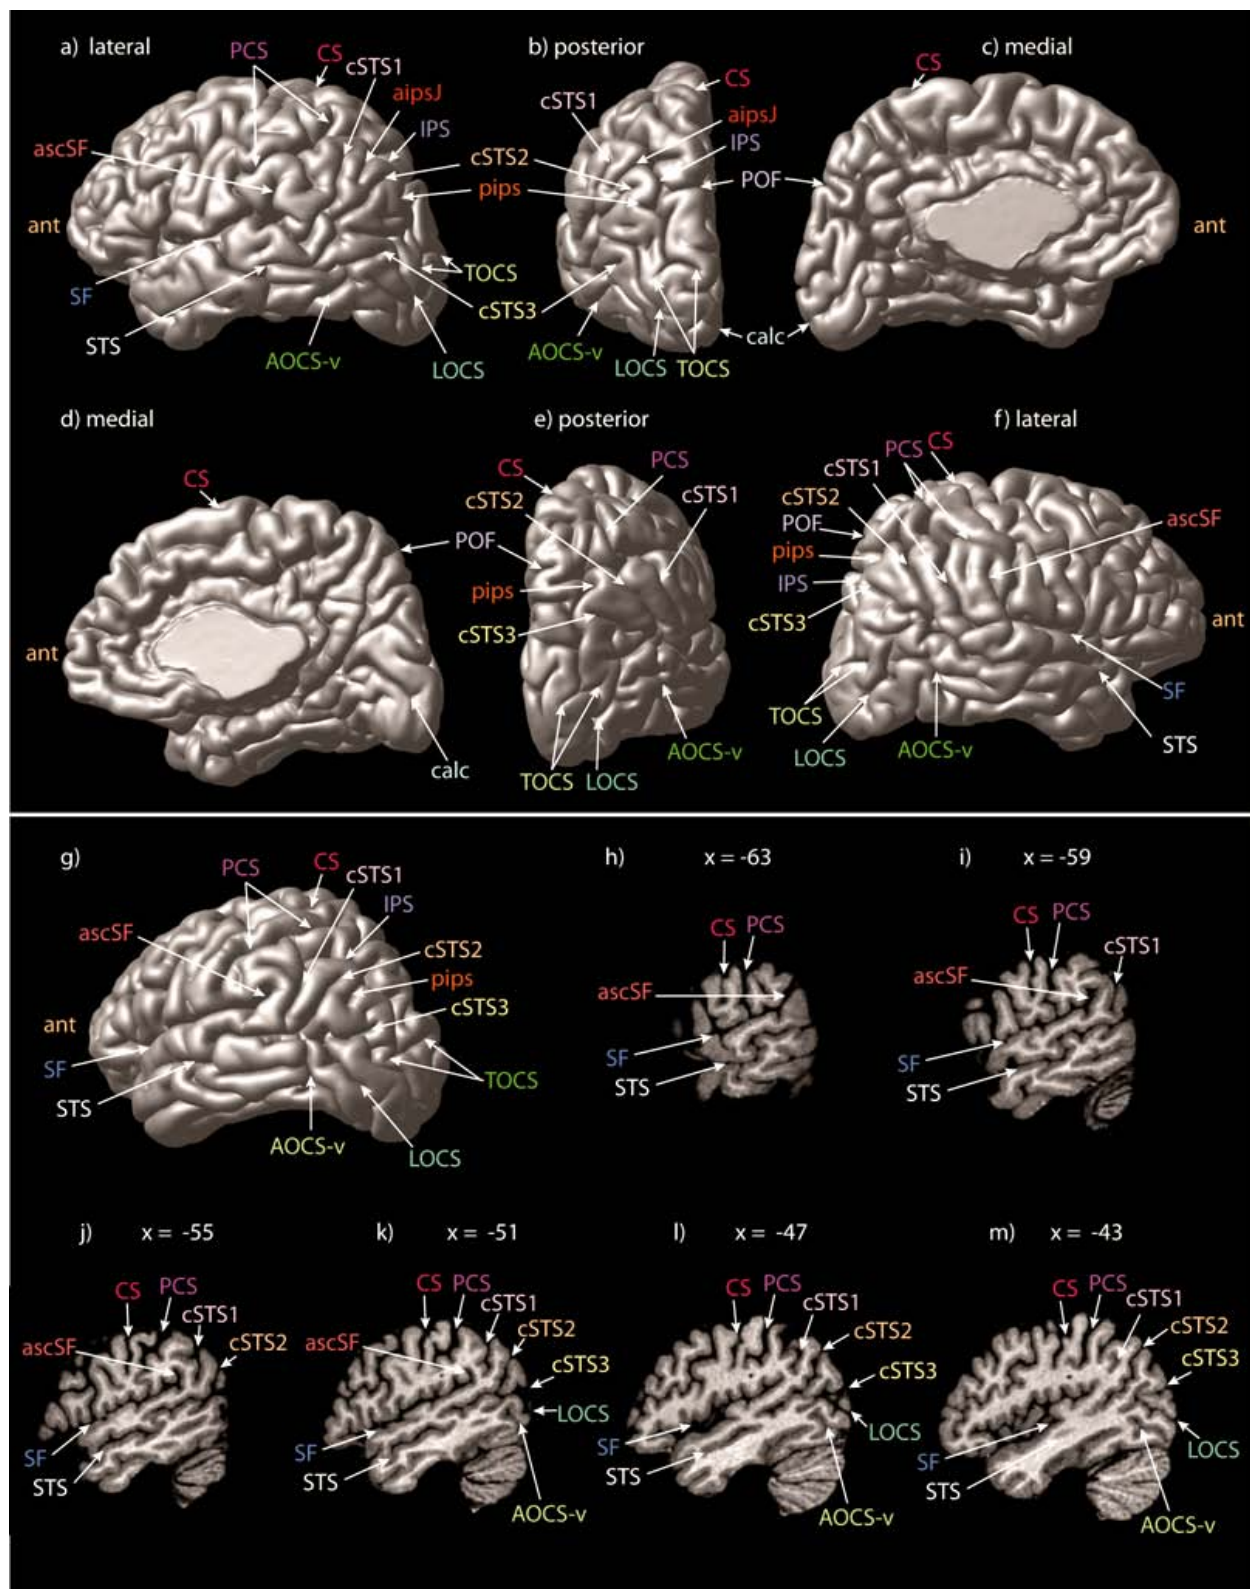 a) lateral
PCS
CS
cSTS1
aipsJ
IPS
ascSF
cSTS2
pips
ant
SF
STS
AOCS-v
TOCS
cSTS3
LOCS
b) posterior
CS
cSTS1
aipsJ
IPS
POF
AOCS-v
LOCS
TOCS
calc
c) medial
CS
ant
d) medial
CS
ant
POF
calc
e) posterior
CS
PCS
cSTS2
cSTS1
pips
cSTS3
TOCS
LOCS
AOCS-v
f) lateral
PCS
CS
cSTS1
cSTS2
POF
pips
IPS
cSTS3
ascSF
ant
SF
STS
TOCS
LOCS
AOCS-v
g)
PCS
CS
cSTS1
IPS
ascSF
cSTS2
pips
cSTS3
ant
SF
STS
TOCS
AOCS-v
LOCS
h) x = -63
CS
PCS
ascSF
SF
STS
i) x = -59
CS
PCS
cSTS1
ascSF
SF
STS
j) x = -55
CS
PCS
cSTS1
ascSF
cSTS2
SF
STS
k) x = -51
CS
PCS
cSTS1
cSTS2
ascSF
cSTS3
LOCS
SF
STS
AOCS-v
l) x = -47
CS
PCS
cSTS1
cSTS2
cSTS3
LOCS
SF
STS
AOCS-v
m) x = -43
CS
PCS
cSTS1
cSTS2
cSTS3
LOCS
SF
STS
AOCS-v